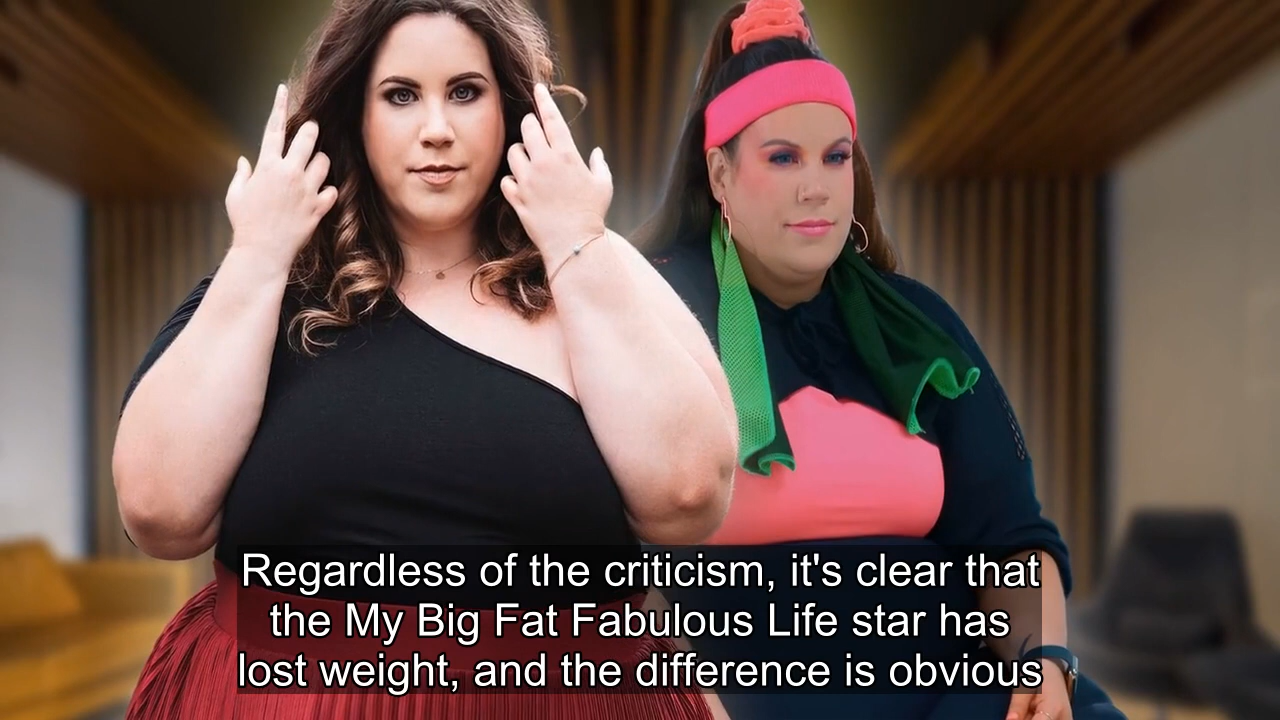 Regardless of the criticism, it's clear that
the My Big Fat Fabulous Life star has
lost weight, and the difference is obvious